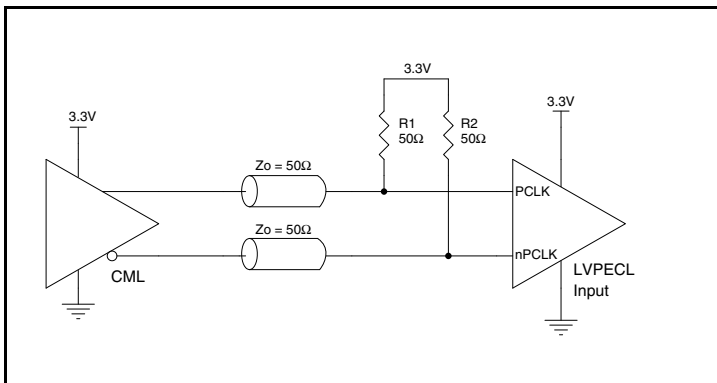 3.3V
3.3V
3.3V
R1
50Ω
R2
50Ω
Zo = 50Ω
PCLK
Zo = 50Ω
nPCLK
CML
LVPECL
Input